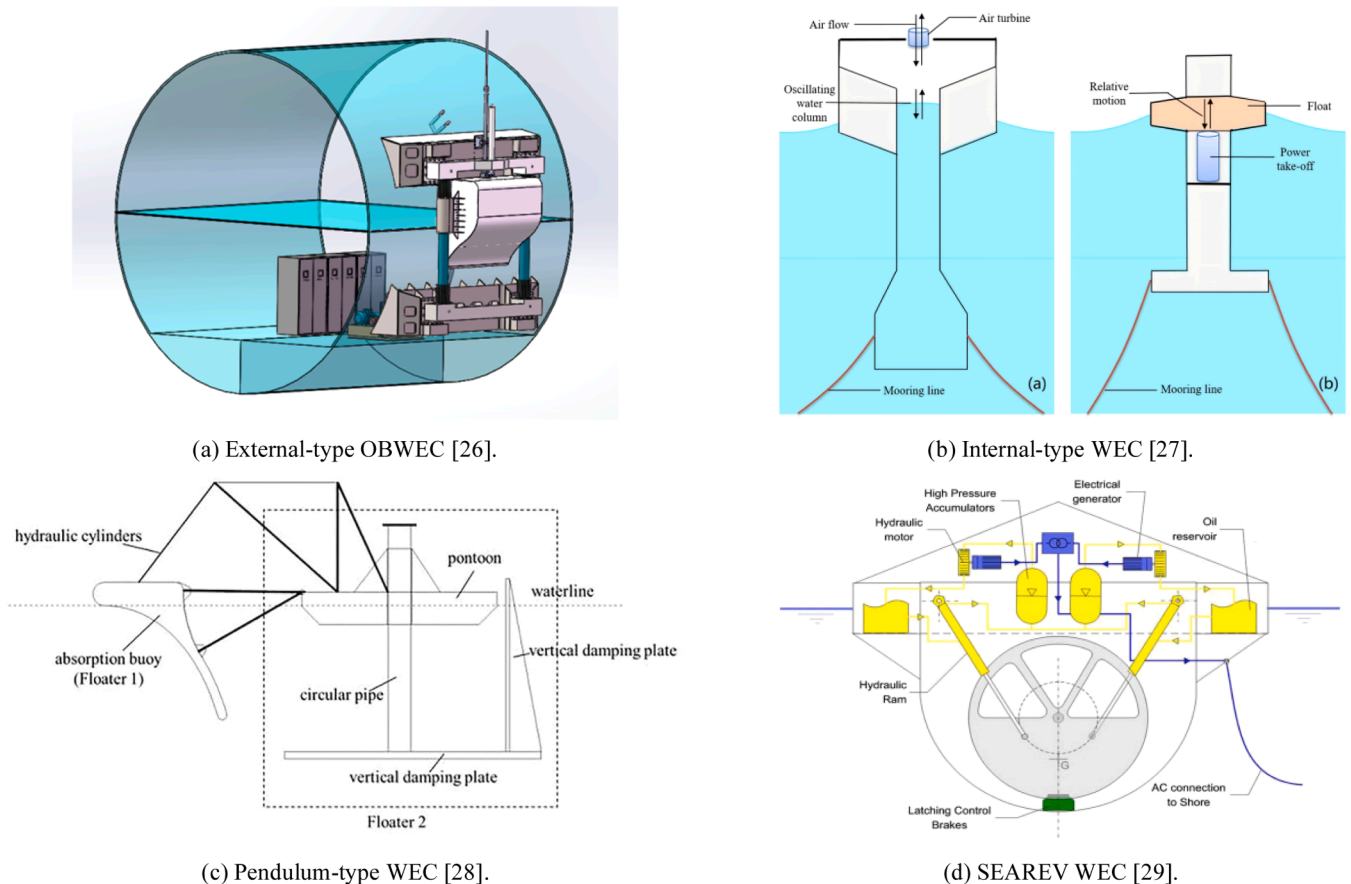 Air flow
Air turbine
Oscillating
water
column
Mooring line
(a)
Relative
motion
Float
Power
take-off
Mooring line
(b)
(a) External-type OBWEC [26].
(b) Internal-type WEC [27].
hydraulic cylinders
pontoon
waterline
absorption buoy
(Floater 1)
circular pipe
vertical damping plate
vertical damping plate
Floater 2
High Pressure
Accumulators
Electrical
generator
Hydraulic
motor
Oil
reservoir
Hydraulic
Ram
G
Latching Control
Brakes
AC connection
to Shore
(c) Pendulum-type WEC [28].
(d) SEAREV WEC [29].